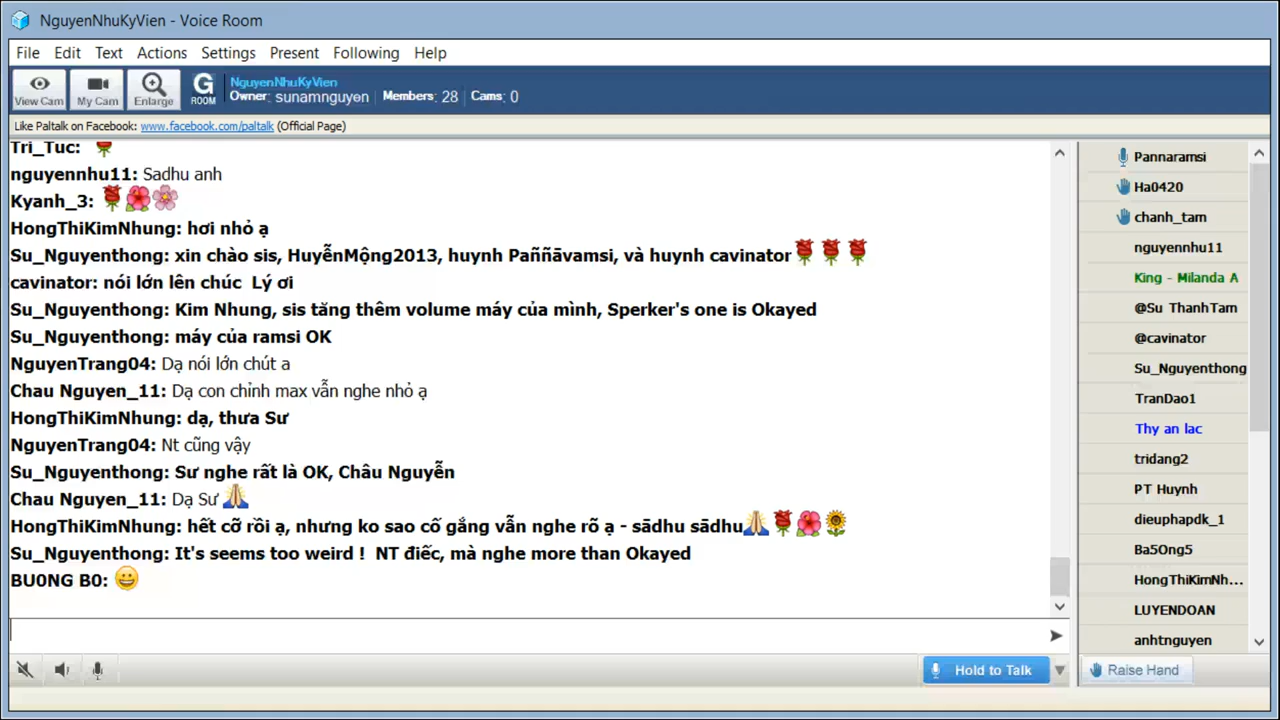 NguyenNhuKyVien - Voice Room
File Edit Text Actions Settings Present Following Help
View Cam My Cam Enlarge G ROOM NguyenNhuKyVien
Owner: sunamnguyen Members: 28 Cams: 0
Like Paltalk on Facebook: www.facebook.com/paltalk (Official Page)
Tri_Tuc:
nguyennhu11: Sadhu anh
Kyanh_3:
HongThiKimNhung: hơi nhỏ ạ
Su_Nguyenthong: xin chào sis, HuyễnMộng2013, huynh Paññāvamsi, và huynh cavinator
cavinator: nói lớn lên chúc Lý ơi
Su_Nguyenthong: Kim Nhung, sis tăng thêm volume máy của mình, Sperker's one is Okayed
Su_Nguyenthong: máy của ramsi OK
NguyenTrang04: Dạ nói lớn chút a
Chau Nguyen_11: Dạ con chỉnh max vẫn nghe nhỏ ạ
HongThiKimNhung: dạ, thưa Sư
NguyenTrang04: Nt cũng vậy
Su_Nguyenthong: Sư nghe rất là OK, Châu Nguyễn
Chau Nguyen_11: Dạ Sư
HongThiKimNhung: hết cỡ rồi ạ, nhưng ko sao cố gắng vẫn nghe rõ ạ - sādhu sādhu
Su_Nguyenthong: It's seems too weird ! NT điếc, mà nghe more than Okayed
BU0NG B0:
Hold to Talk
Pannaramsi
Ha0420
chanh_tam
nguyennhu11
King - Milanda A
@Su ThanhTam
@cavinator
Su_Nguyenthong
TranDao1
Thy an lac
tridang2
PT Huynh
dieuphapdk_1
Ba5Ong5
HongThiKimNh...
LUYENDOAN
anhtnguyen
Raise Hand